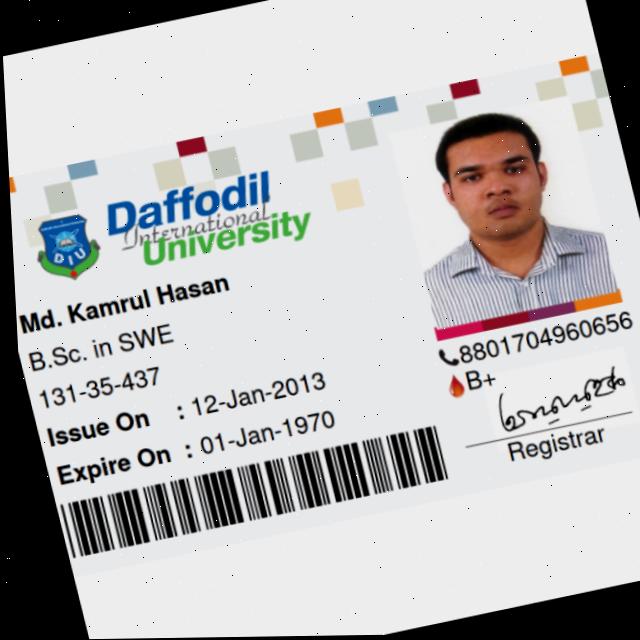 Daffodil
International
University
DIU
Md. Kamrul Hasan
B.Sc. in SWE
131-35-437
Issue On : 12-Jan-2013
Expire On : 01-Jan-1970
8801704960656
B+
Registrar